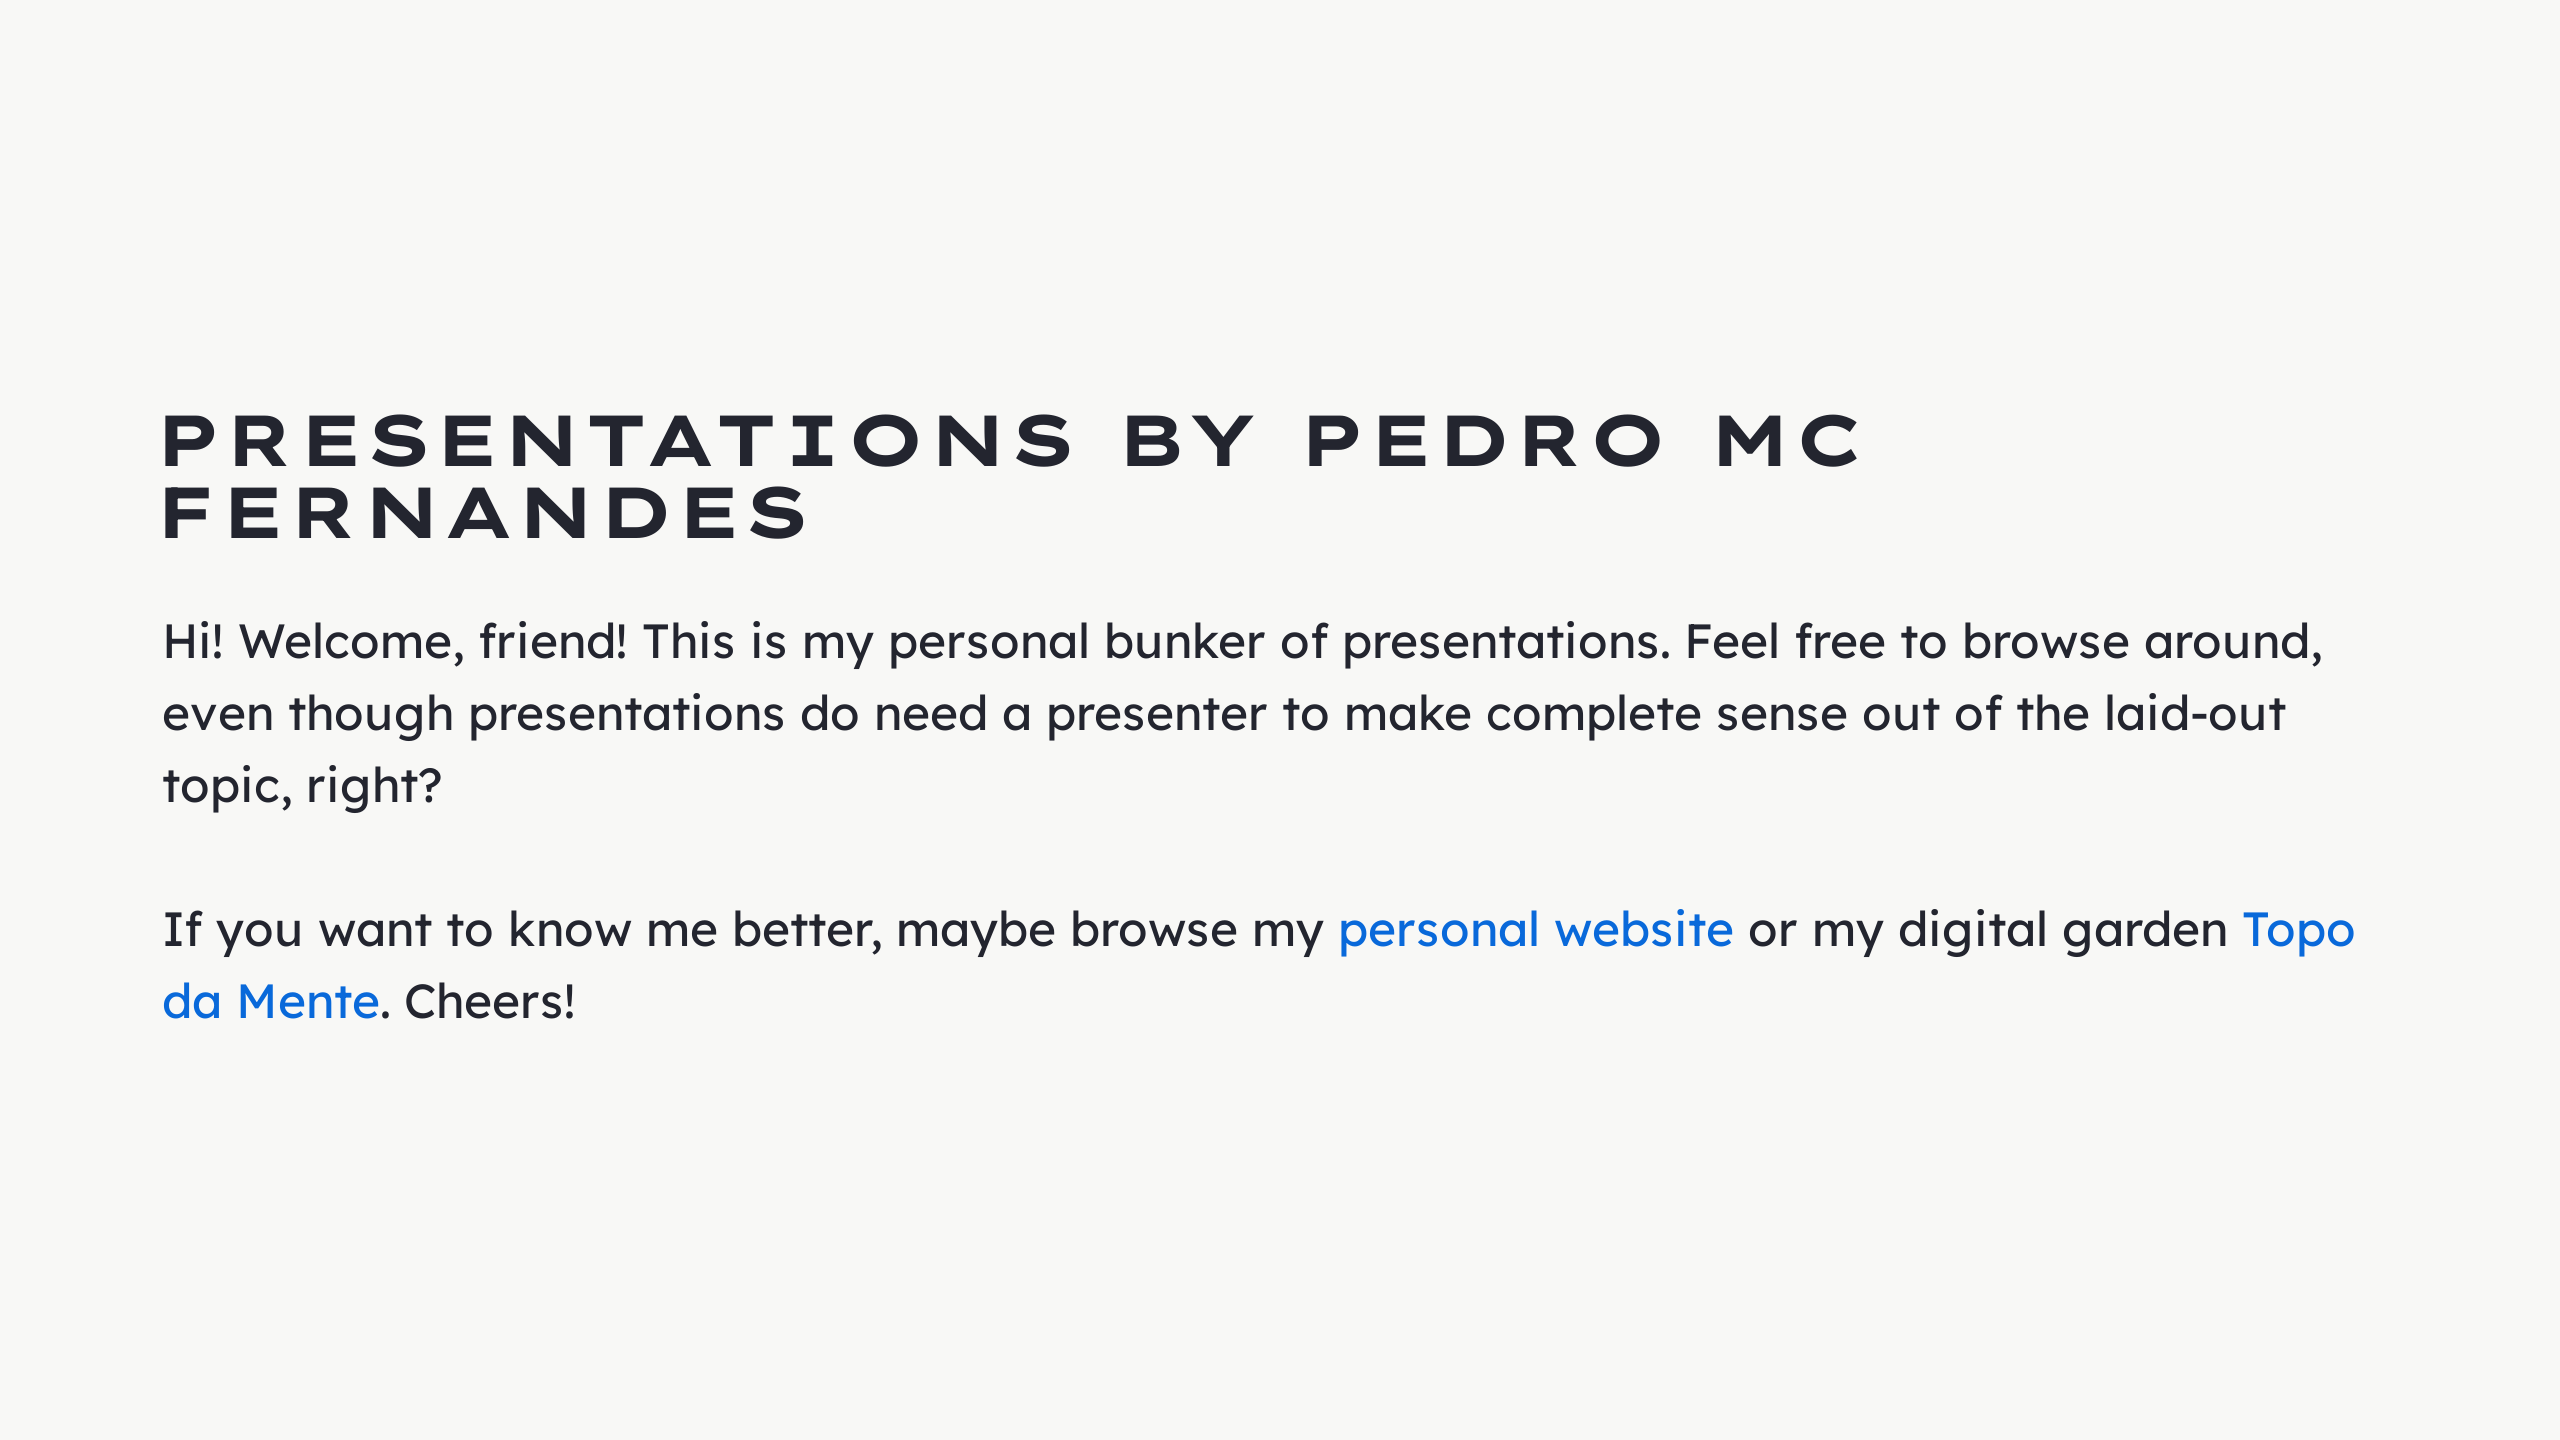 PRESENTATIONS BY PEDRO MC
FERNANDES
Hi! Welcome, friend! This is my personal bunker of presentations. Feel free to browse around,
even though presentations do need a presenter to make complete sense out of the laid-out
topic, right?
If you want to know me better, maybe browse my personal website or my digital garden Topo
da Mente. Cheers!